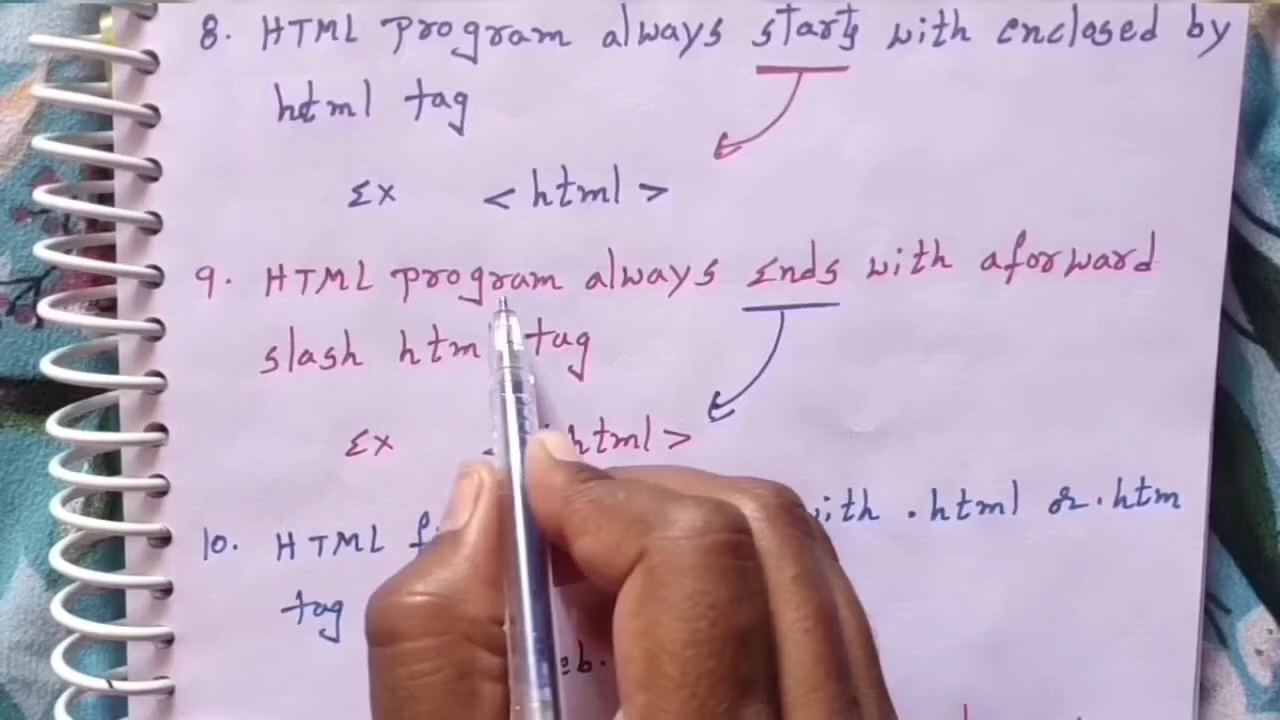 8. HTML program always starts with enclosed by
html tag
Ex < html >
9. HTML program always Ends with aforward
slash htm tag
Ex html >
10. HTML with .html or .htm
tag